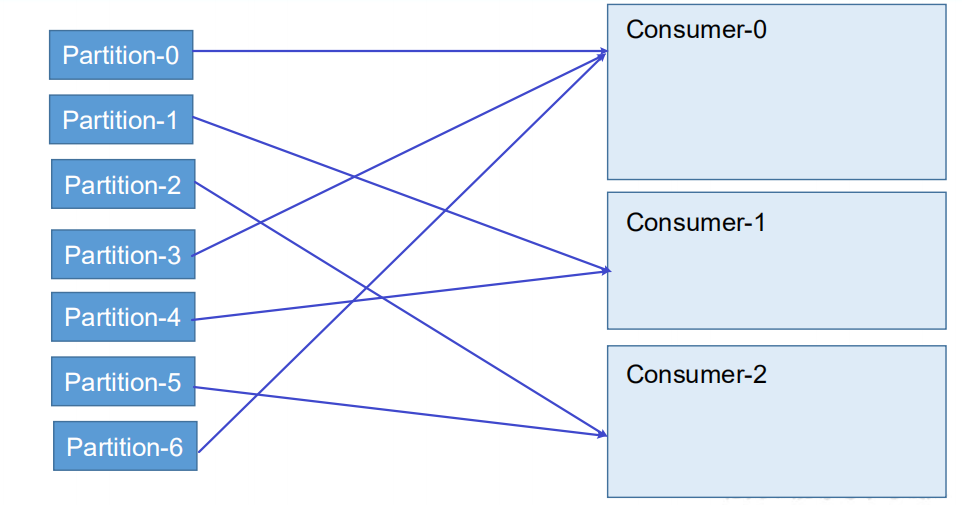 Partition-0
Partition-1
Partition-2
Partition-3
Partition-4
Partition-5
Partition-6
Consumer-0
Consumer-1
Consumer-2